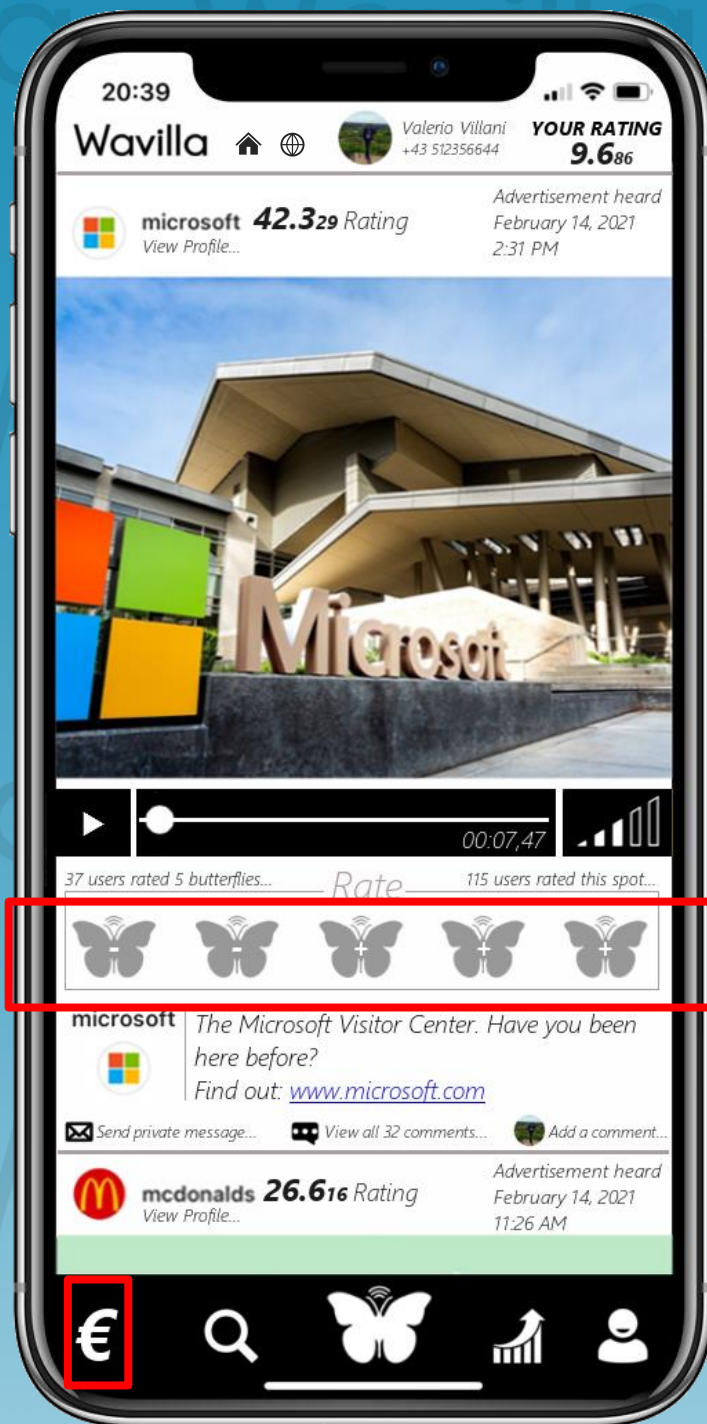 20:39
Wavilla
Valerio Villani
+43 512356644
YOUR RATING
9.686
microsoft 42.329 Rating
View Profile...
Advertisement heard
February 14, 2021
2:31 PM
Microsoft
00:07,47
37 users rated 5 butterflies...
Rate
115 users rated this spot...
- - + + +
microsoft
The Microsoft Visitor Center. Have you been
here before?
Find out: www.microsoft.com
Send private message...
View all 32 comments...
Add a comment...
mcdonalds 26.616 Rating
View Profile...
Advertisement heard
February 14, 2021
11:26 AM
€